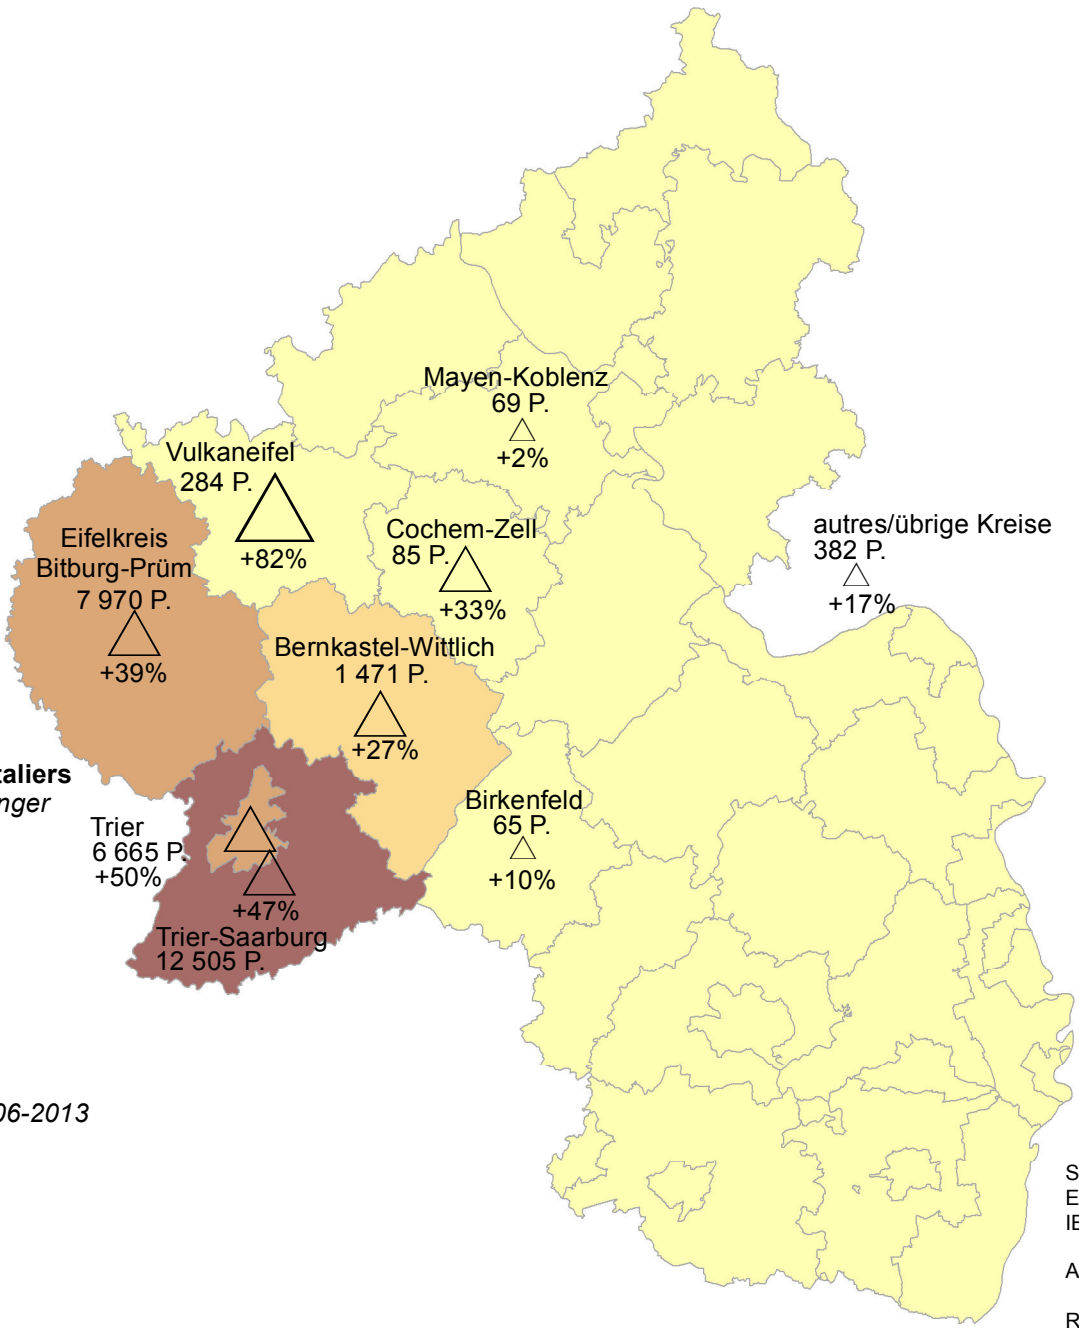 Mayen-Koblenz
69 P.
+2%
Vulkaneifel
284 P.
+82%
Cochem-Zell
85 P.
+33%
autres/übrige Kreise
382 P.
+17%
Eifelkreis
Bitburg-Prüm
7 970 P.
+39%
Bernkastel-Wittlich
1 471 P.
+27%
taliers
nger
Birkenfeld
65 P.
+10%
Trier
6 665 P.
+50%
+47%
Trier-Saarburg
12 505 P.
06-2013
S
E
IE
A
R